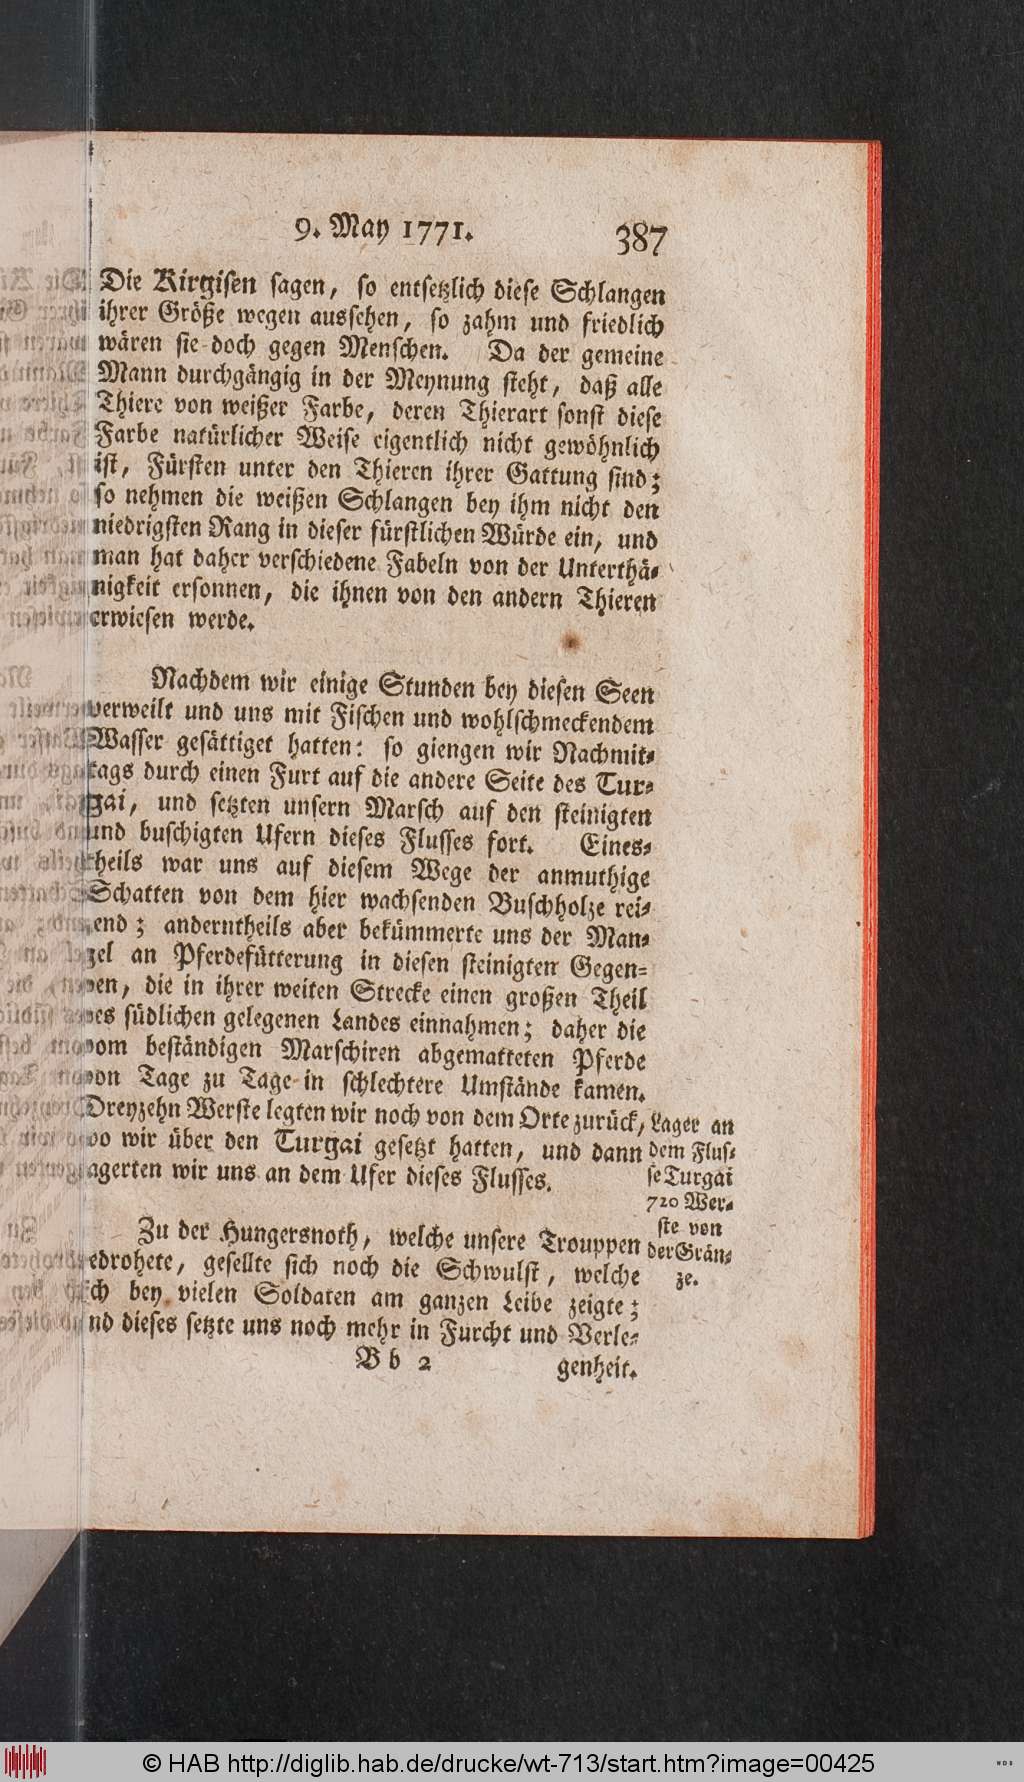 9. May 1771. 387
Die Kirgisen sagen, so entsetzlich diese Schlangen
ihrer Größe wegen aussehen, so zahm und friedlich
wären sie doch gegen Menschen. Da der gemeine
Mann durchgängig in der Meynung steht, daß alle
Thiere von weißer Farbe, deren Thierart sonst diese
Farbe natürlicher Weise eigentlich nicht gewöhnlich
ist, Fürsten unter den Thieren ihrer Gattung sind;
so nehmen die weißen Schlangen bey ihm nicht den
niedrigsten Rang in dieser fürstlichen Würde ein, und
man hat daher verschiedene Fabeln von der Unterthä-
nigkeit ersonnen, die ihnen von den andern Thieren
erwiesen werde.
Nachdem wir einige Stunden bey diesen Seen
verweilt und uns mit Fischen und wohlschmeckendem
Wasser gesättiget hatten: so giengen wir Nachmit-
tags durch einen Furt auf die andere Seite des Tur-
gai, und setzten unsern Marsch auf den steinigten
und buschigten Ufern dieses Flusses fort. Eines-
theils war uns auf diesem Wege der anmuthige
Schatten von dem hier wachsenden Buschholze rei-
zend; anderntheils aber bekümmerte uns der Man-
gel an Pferdefütterung in diesen steinigten Gegen-
den, die in ihrer weiten Strecke einen großen Theil
des südlichen gelegenen Landes einnahmen; daher die
vom beständigen Marschiren abgematteten Pferde
von Tage zu Tage in schlechtere Umstände kamen.
Dreyzehn Werste legten wir noch von dem Orte zurück,
wo wir über den Turgai gesetzt hatten, und dann
lagerten wir uns an dem Ufer dieses Flusses.
Lager an
dem Flus-
se Turgai
720 Wer-
ste von
der Grän-
ze.
Zu der Hungersnoth, welche unsere Trouppen
bedrohete, gesellte sich noch die Schwulst, welche
sich bey vielen Soldaten am ganzen Leibe zeigte;
und dieses setzte uns noch mehr in Furcht und Verle-
B b 2 genheit.
© HAB http://diglib.hab.de/drucke/wt-713/start.htm?image=00425